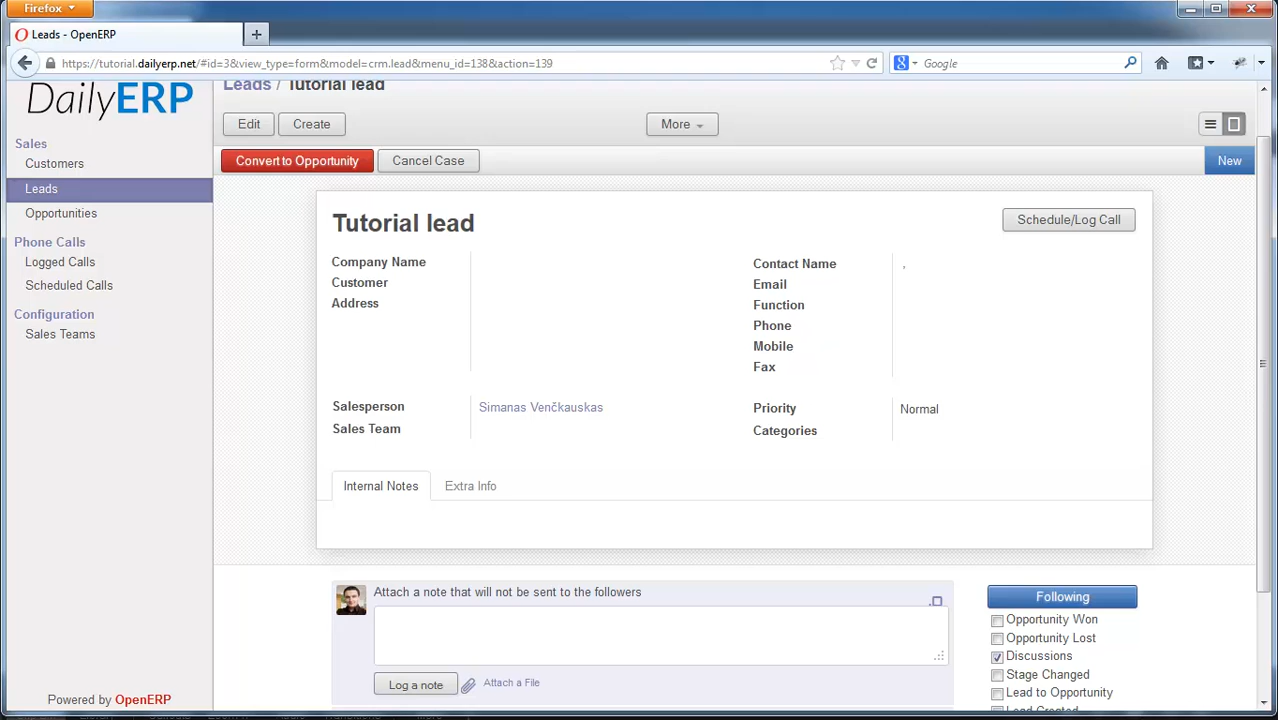 Firefox
Leads - OpenERP
https://tutorial.dailyerp.net/#id=3&view_type=form&model=crm.lead&menu_id=138&action=139
Google
DailyERP
Leads / Tutorial lead
Edit
Create
More
Sales
Customers
Convert to Opportunity
Cancel Case
New
Leads
Opportunities
Tutorial lead
Schedule/Log Call
Phone Calls
Logged Calls
Scheduled Calls
Configuration
Sales Teams
Company Name
Customer
Address
Contact Name ,
Email
Function
Phone
Mobile
Fax
Salesperson Simanas Venčkauskas
Sales Team
Priority Normal
Categories
Internal Notes
Extra Info
Attach a note that will not be sent to the followers
Log a note
Attach a File
Following
Opportunity Won
Opportunity Lost
Discussions
Stage Changed
Lead to Opportunity
Lead Created
Powered by OpenERP